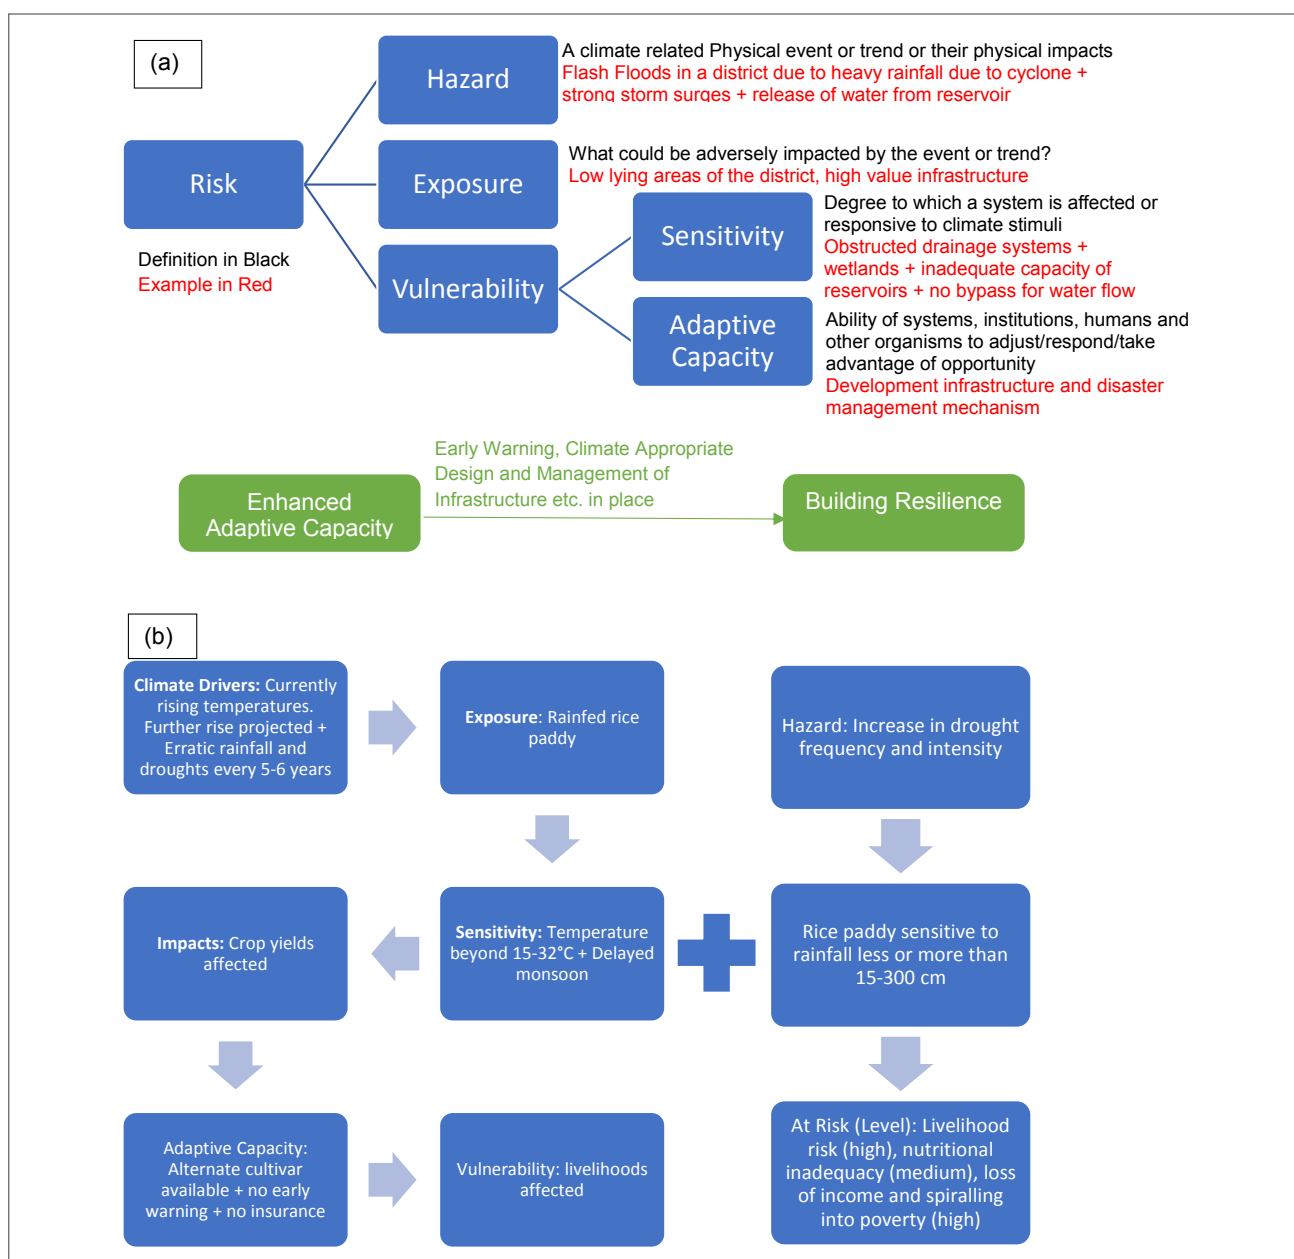 (a)
Hazard
A climate related Physical event or trend or their physical impacts
Flash Floods in a district due to heavy rainfall due to cyclone +
strong storm surges + release of water from reservoir
Risk
Exposure
What could be adversely impacted by the event or trend?
Low lying areas of the district, high value infrastructure
Definition in Black
Example in Red
Vulnerability
Sensitivity
Degree to which a system is affected or
responsive to climate stimuli
Obstructed drainage systems +
wetlands + inadequate capacity of
reservoirs + no bypass for water flow
Adaptive
Capacity
Ability of systems, institutions, humans and
other organisms to adjust/respond/take
advantage of opportunity
Development infrastructure and disaster
management mechanism
Enhanced
Adaptive Capacity
Early Warning, Climate Appropriate
Design and Management of
Infrastructure etc. in place
Building Resilience
(b)
Climate Drivers: Currently
rising temperatures.
Further rise projected +
Erratic rainfall and
droughts every 5-6 years
Exposure: Rainfed rice
paddy
Hazard: Increase in drought
frequency and intensity
Impacts: Crop yields
affected
Sensitivity: Temperature
beyond 15-32°C + Delayed
monsoon
Rice paddy sensitive to
rainfall less or more than
15-300 cm
Adaptive Capacity:
Alternate cultivar
available + no early
warning + no insurance
Vulnerability: livelihoods
affected
At Risk (Level): Livelihood
risk (high), nutritional
inadequacy (medium), loss
of income and spiralling
into poverty (high)